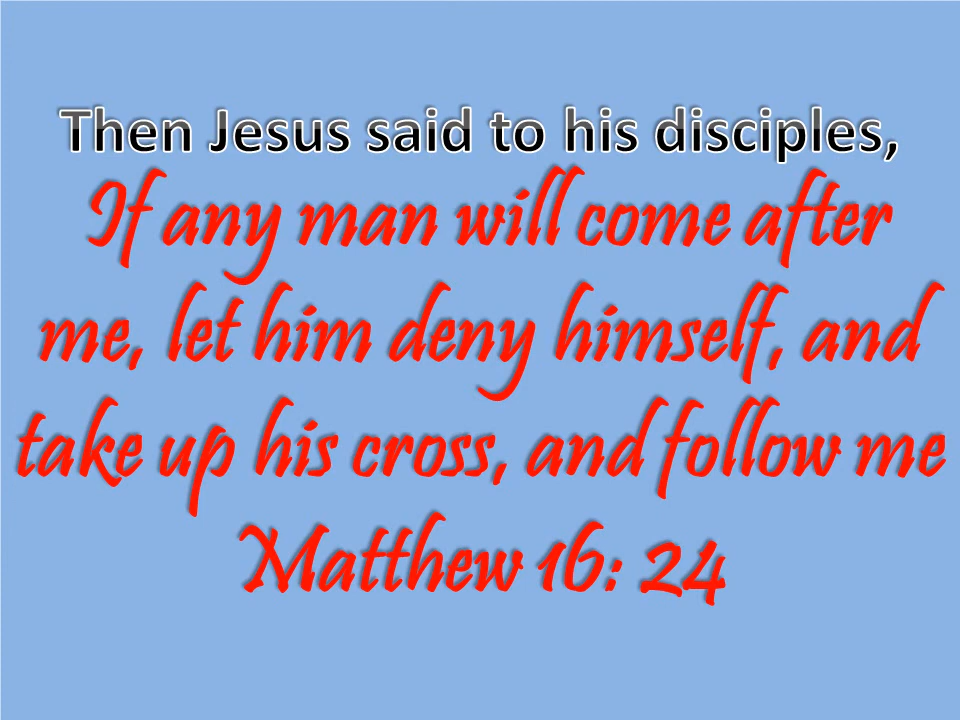 Then Jesus said to his disciples,
If any man will come after
me, let him deny himself, and
take up his cross, and follow me
Matthew 16: 24